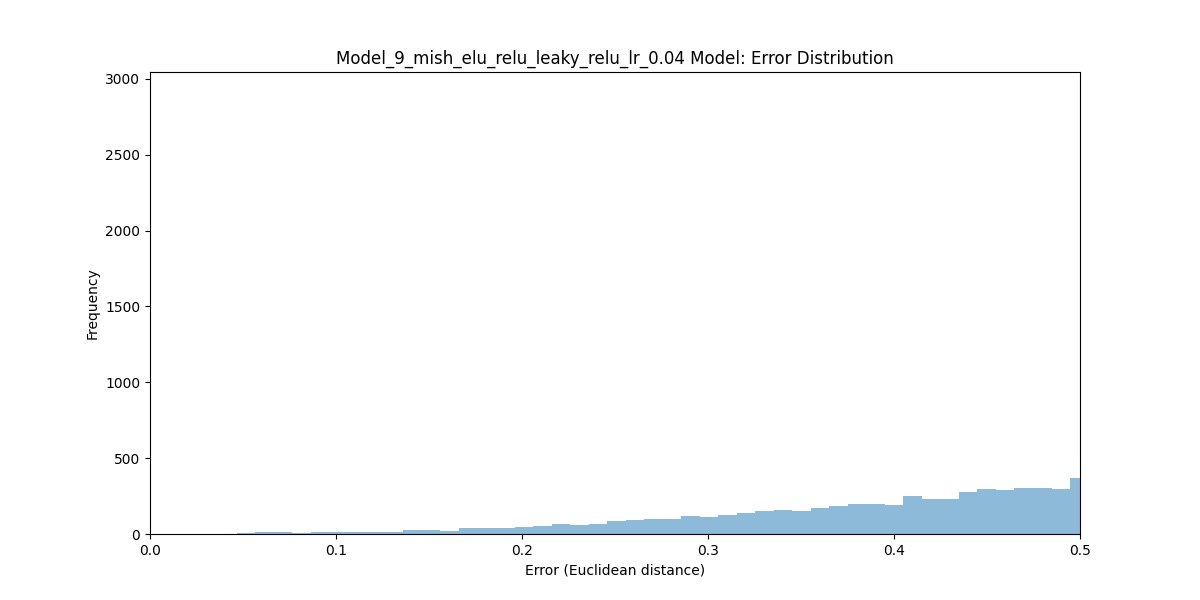 Model_9_mish_elu_relu_leaky_relu_lr_0.04 Model: Error Distribution
3000
2500
2000
1500
1000
500
0
Frequency
0.0 0.1 0.2 0.3 0.4 0.5
Error (Euclidean distance)